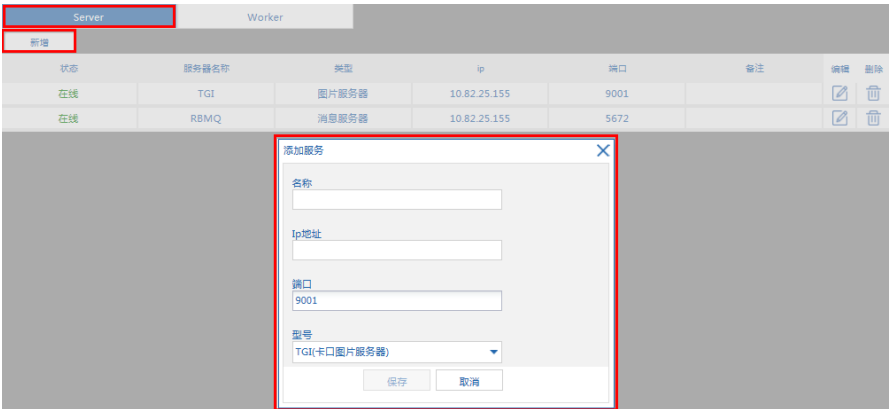 Server Worker
新增
状态 服务器名称 类型 ip 端口 备注 编辑 删除
在线 TGI 图片服务器 10.82.25.155 9001
在线 RBMQ 消息服务器 10.82.25.155 5672
添加服务
名称
Ip地址
端口
9001
型号
TGI(卡口图片服务器)
保存 取消